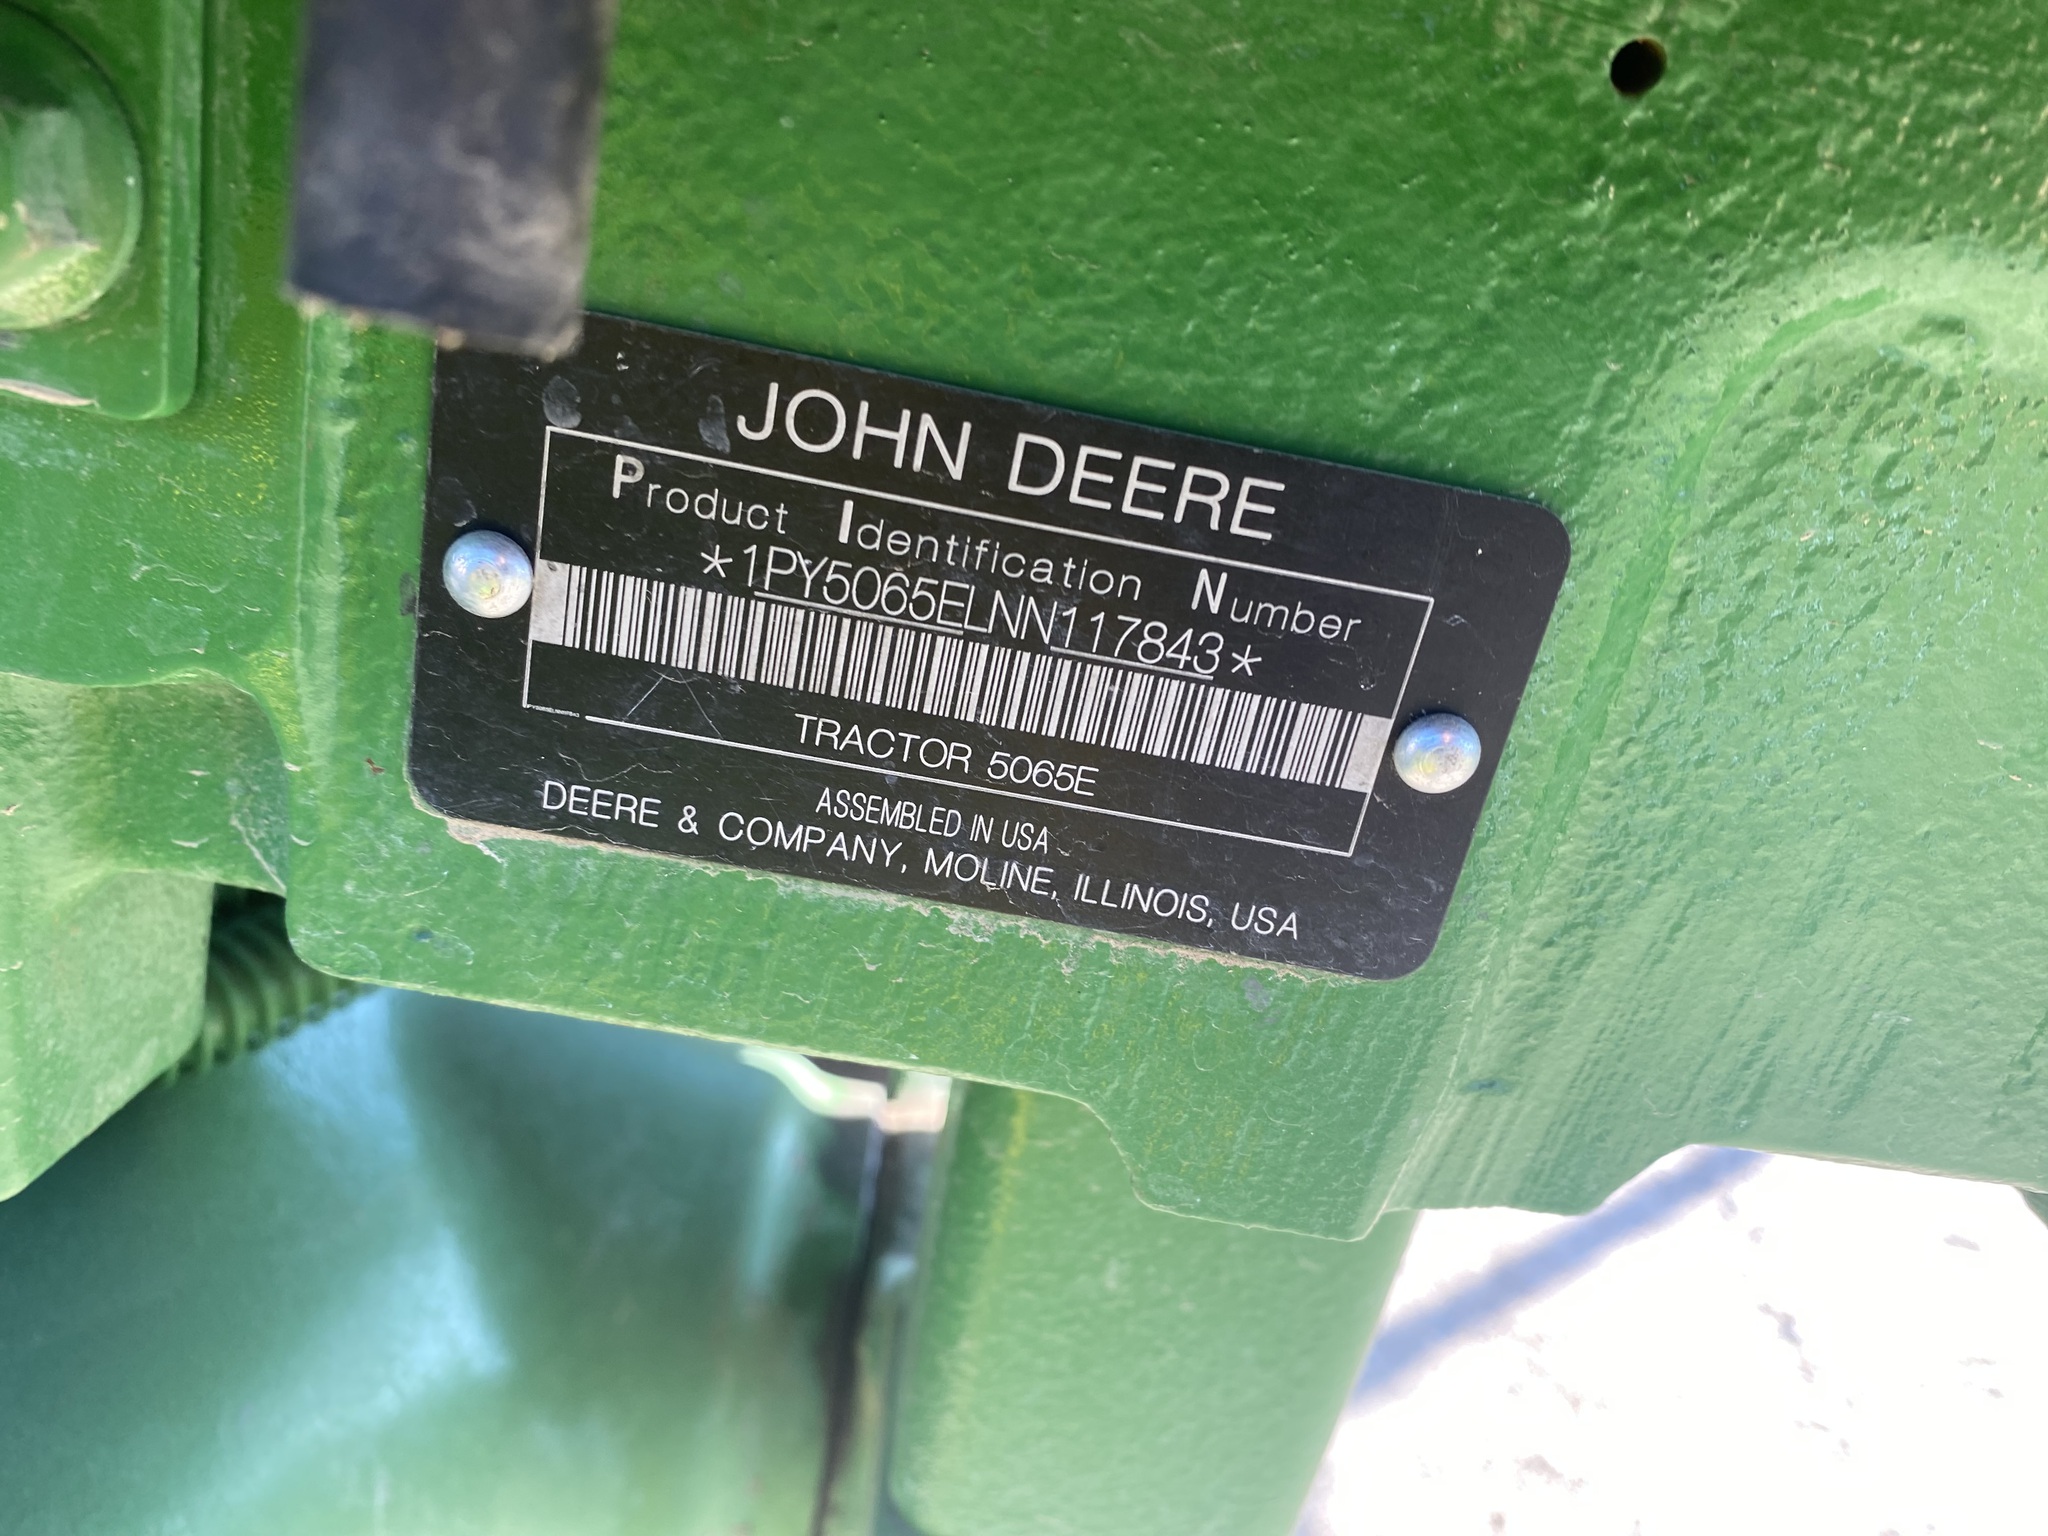 JOHN DEERE
Product Identification Number
*1PY5065ELNN117843*
TRACTOR 5065E
ASSEMBLED IN USA
DEERE & COMPANY, MOLINE, ILLINOIS, USA